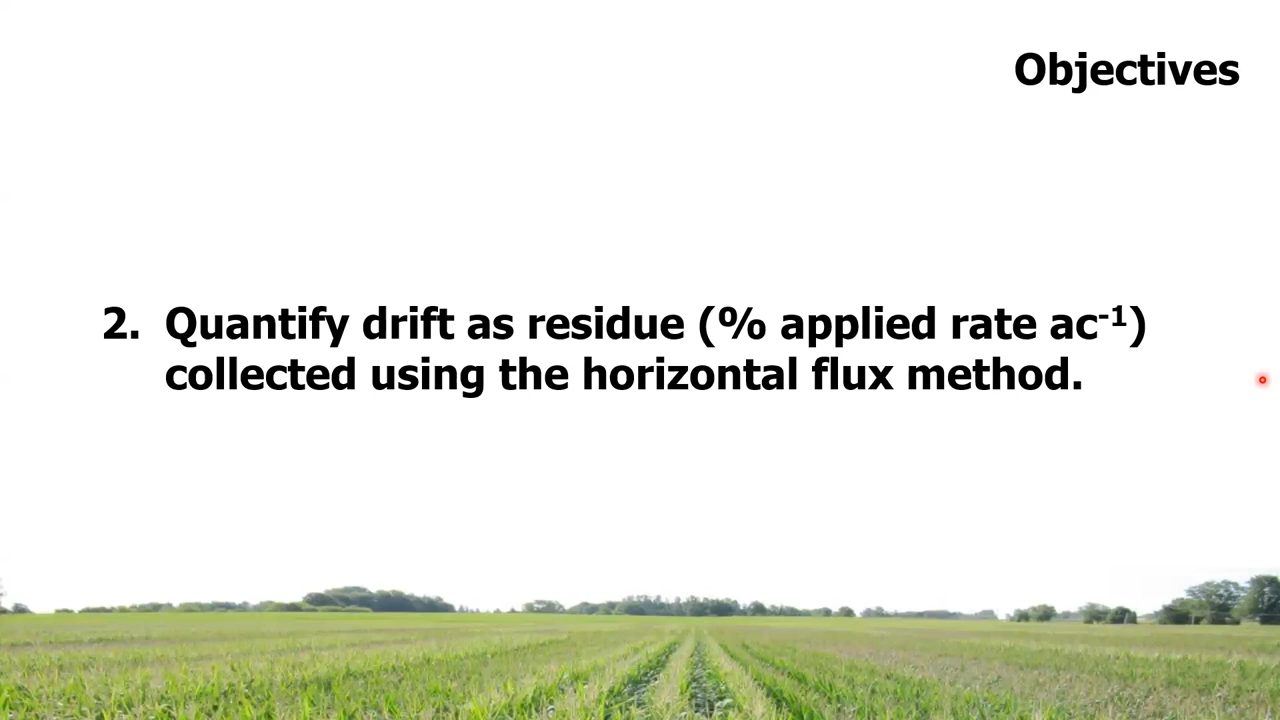 Objectives
2. Quantify drift as residue (% applied rate ac⁻¹)
collected using the horizontal flux method.